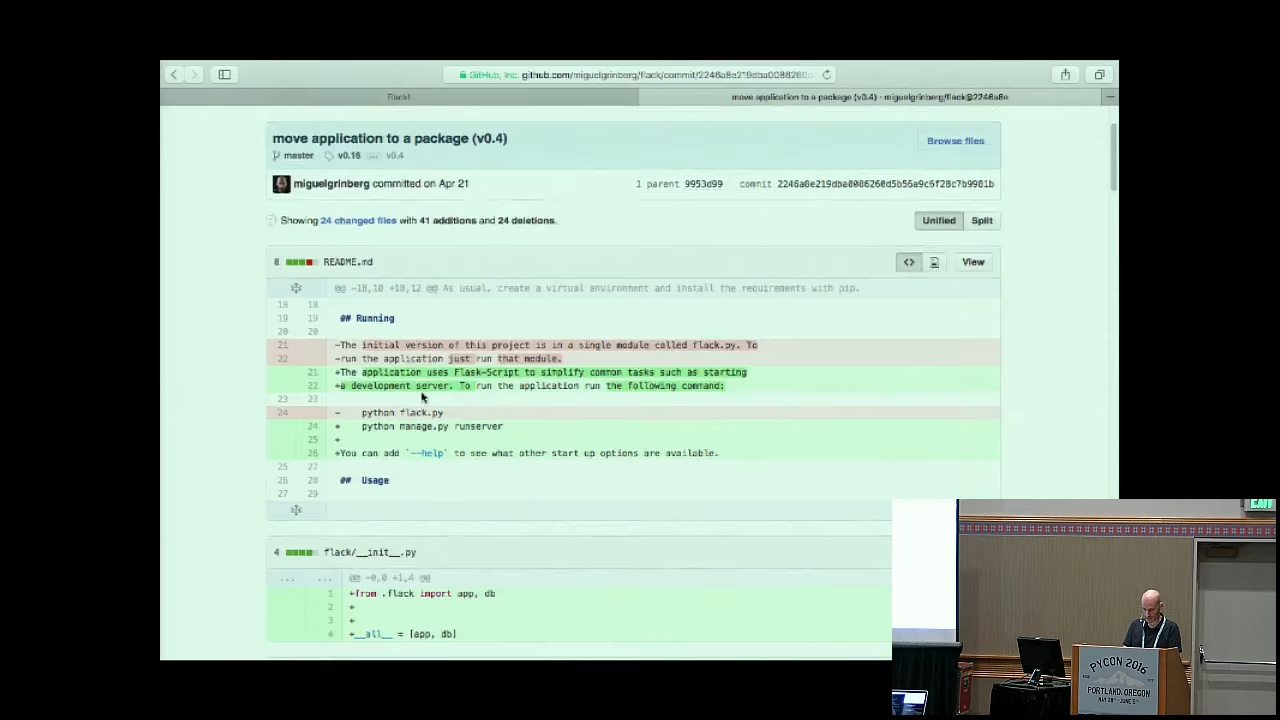 GitHub, Inc. github.com/miguelgrinberg/flack/commit/2246a8e219dba0086260
Flack!
move application to a package (v0.4) · miguelgrinberg/flack@2246a8e
move application to a package (v0.4)
Browse files
master v0.16 ... v0.4
miguelgrinberg committed on Apr 21
1 parent 9953d99 commit 2246a8e219dba0086260d5b56a9c6f28c7b9981b
Showing 24 changed files with 41 additions and 24 deletions.
Unified Split
8 README.md
<> View
@@ -18,10 +18,12 @@ As usual, create a virtual environment and install the requirements with pip.
18 18
19 19 ## Running
20 20
21 -The initial version of this project is in a single module called flack.py. To
22 -run the application just run that module.
21 +The application uses Flask-Script to simplify common tasks such as starting
22 +a development server. To run the application run the following command:
23 23
24 - python flack.py
24 + python manage.py runserver
25 +
26 +You can add `--help` to see what other start up options are available.
25 27
26 28 ## Usage
27 29
4 flack/__init__.py
... ... @@ -0,0 +1,4 @@
1 +from .flack import app, db
2 +
3 +
4 +__all__ = [app, db]
EXIT
PYCON 2016
PORTLAND, OREGON